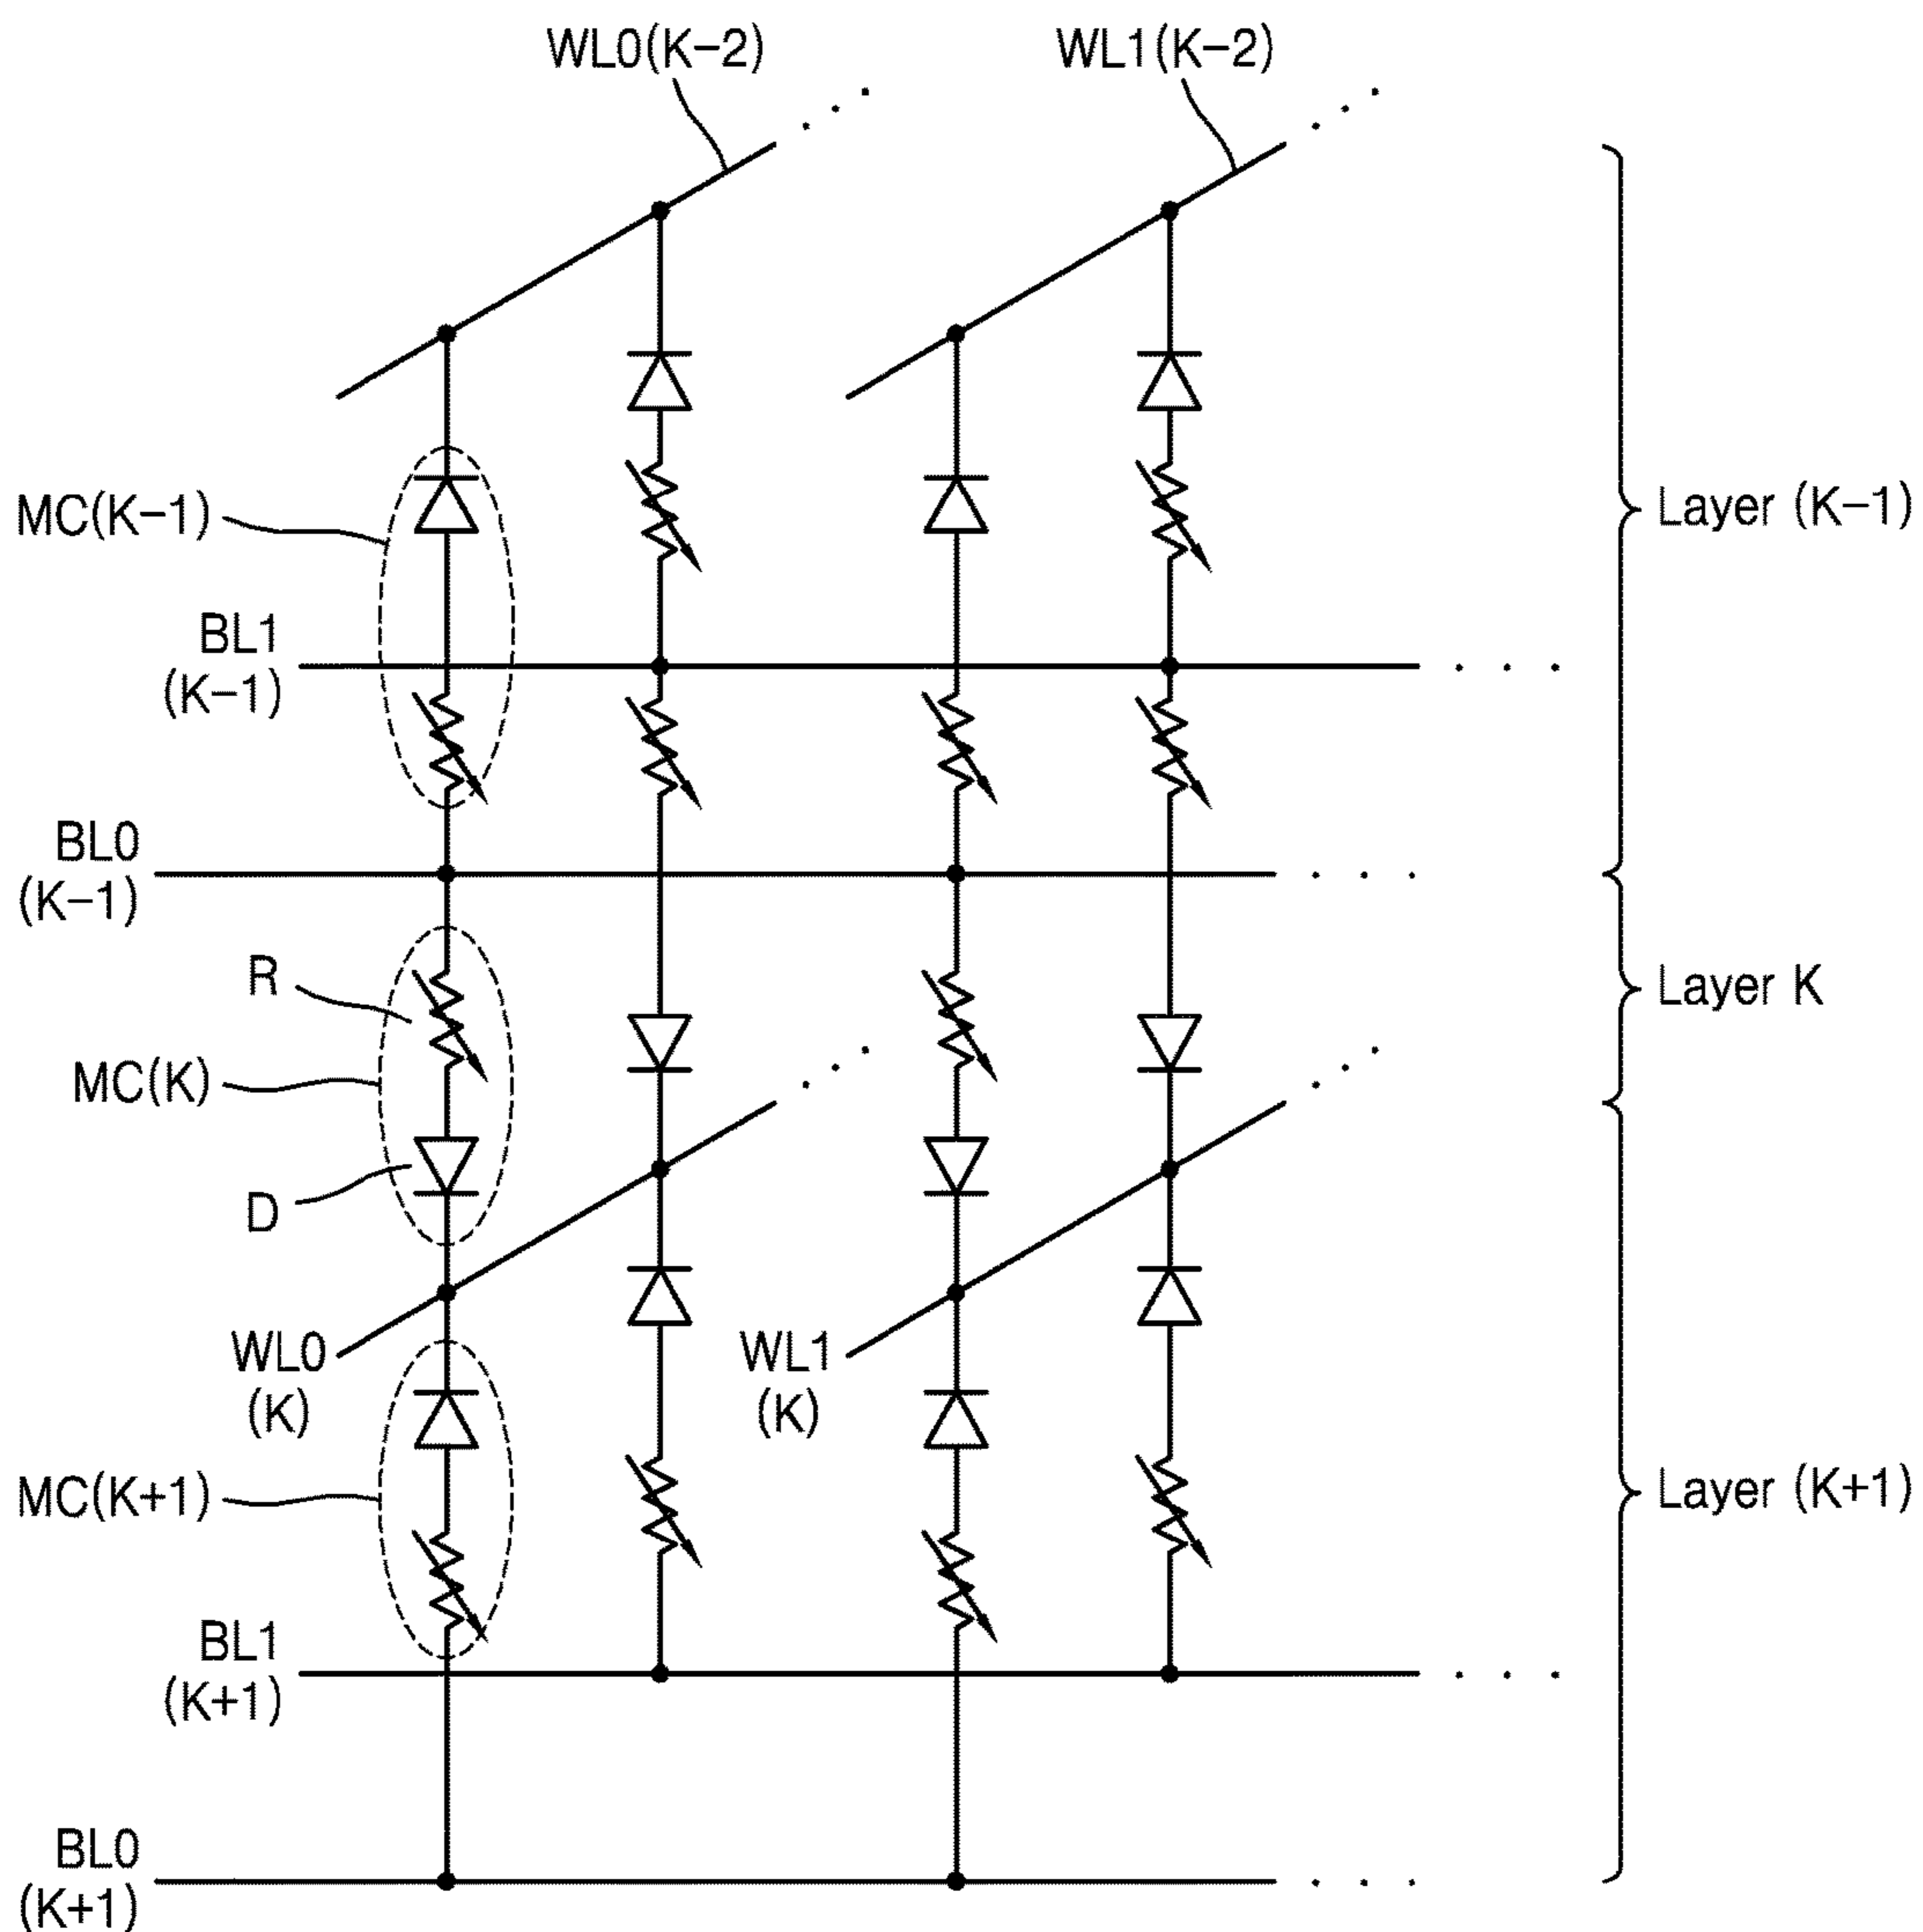 WL0(K-2)
WL1(K-2)
MC(K-1)
Layer (K-1)
BL1
(K-1)
BL0
(K-1)
R
Layer K
MC(K)
D
WL0
(K)
WL1
(K)
MC(K+1)
Layer (K+1)
BL1
(K+1)
BL0
(K+1)